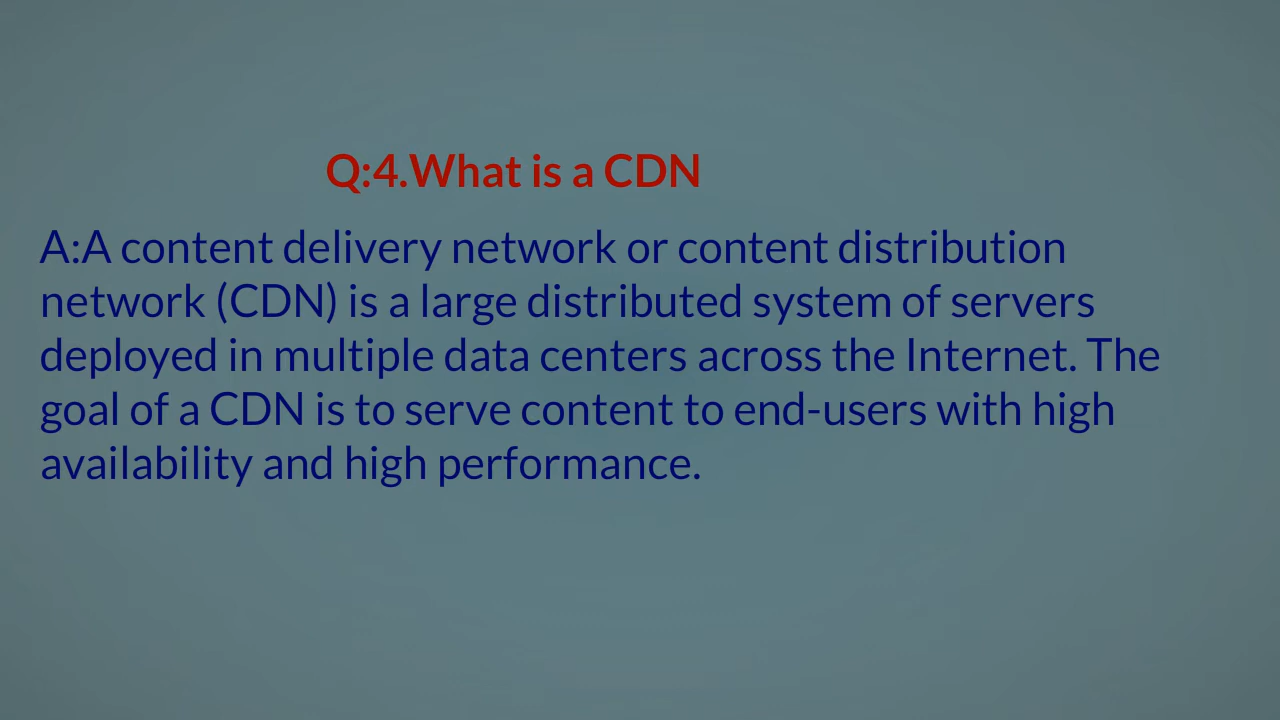 Q:4.What is a CDN
A:A content delivery network or content distribution
network (CDN) is a large distributed system of servers
deployed in multiple data centers across the Internet. The
goal of a CDN is to serve content to end-users with high
availability and high performance.